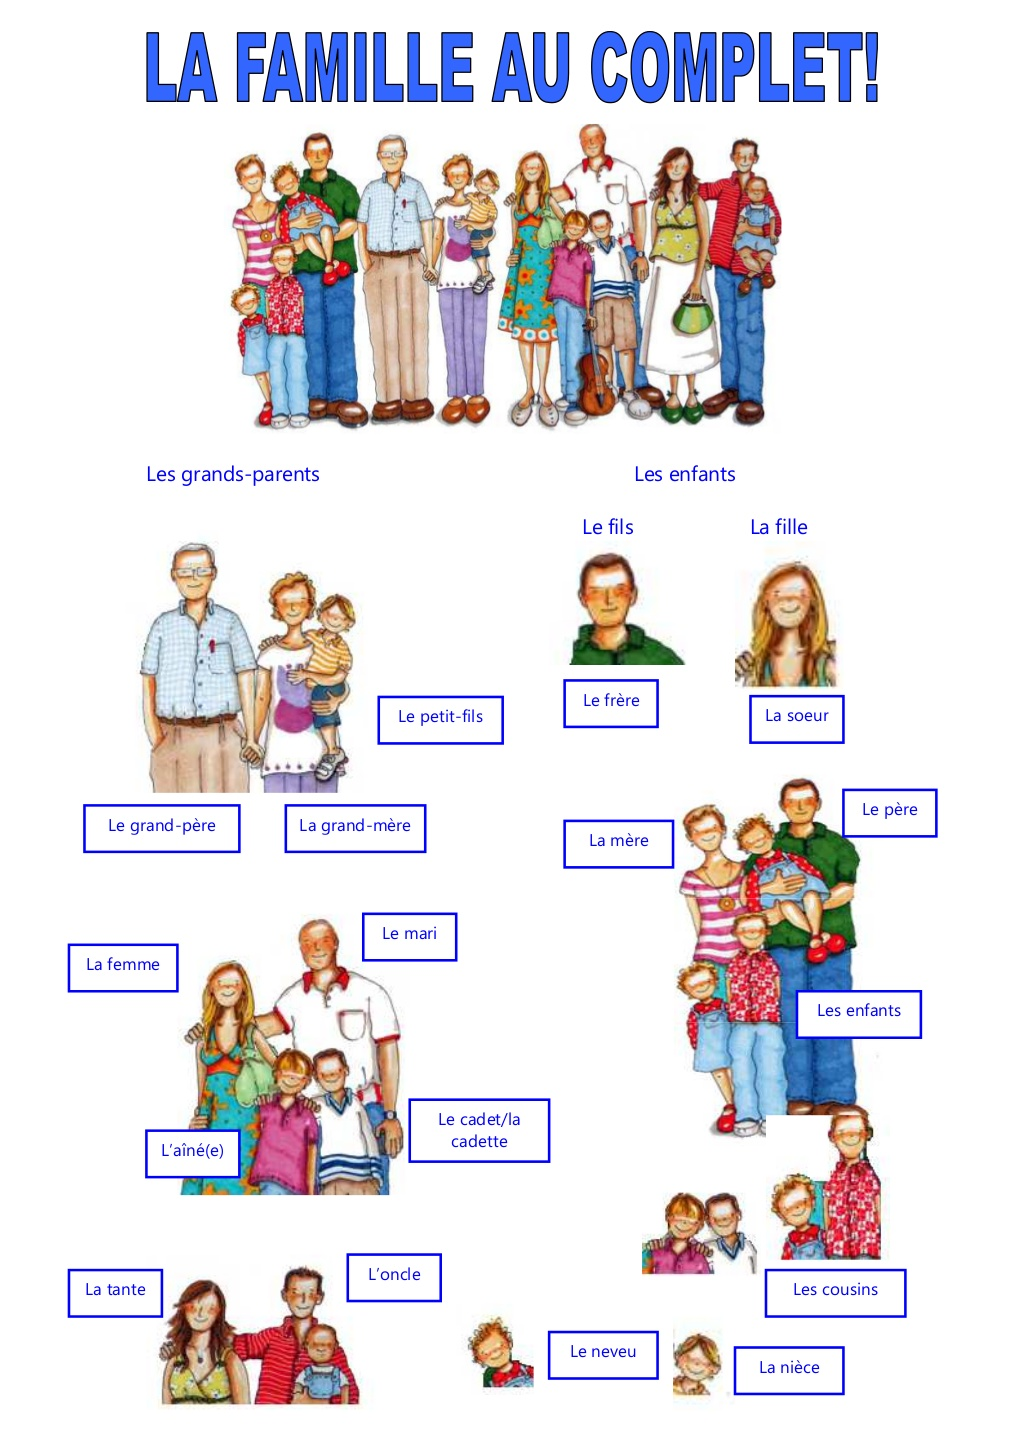 LA FAMILLE AU COMPLET!
Les grands-parents
Les enfants
Le fils
La fille
Le frère
La soeur
Le petit-fils
Le grand-père
La grand-mère
Le père
La mère
Les enfants
Le mari
La femme
Le cadet/la
cadette
L'aîné(e)
La tante
L'oncle
Les cousins
Le neveu
La nièce